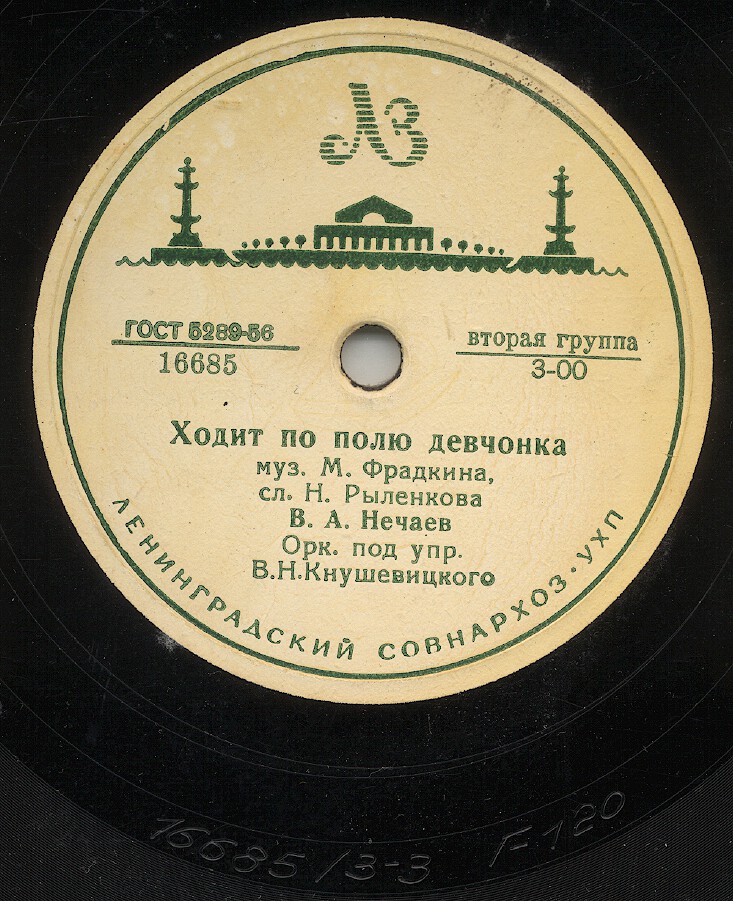 ЛЗ
ГОСТ 5289-56
16685
вторая группа
3-00
Ходит по полю девчонка
муз. М. Фрадкина,
сл. Н. Рыленкова
В. А. Нечаев
Орк. под упр.
В.Н.Кнушевицкого
ЛЕНИНГРАДСКИЙ СОВНАРХОЗ·УХП
16685/3-3 F-120